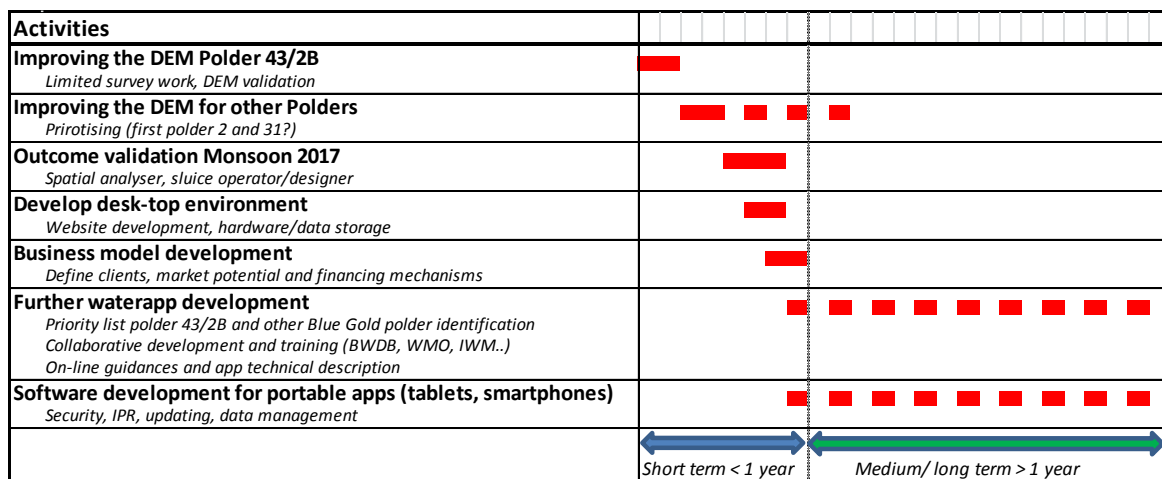 Activities
Improving the DEM Polder 43/2B
Limited survey work, DEM validation
Improving the DEM for other Polders
Prirotising (first polder 2 and 31?)
Outcome validation Monsoon 2017
Spatial analyser, sluice operator/designer
Develop desk-top environment
Website development, hardware/data storage
Business model development
Define clients, market potential and financing mechanisms
Further waterapp development
Priority list polder 43/2B and other Blue Gold polder identification
Collaborative development and training (BWDB, WMO, IWM..)
On-line guidances and app technical description
Software development for portable apps (tablets, smartphones)
Security, IPR, updating, data management
Short term < 1 year
Medium/ long term > 1 year